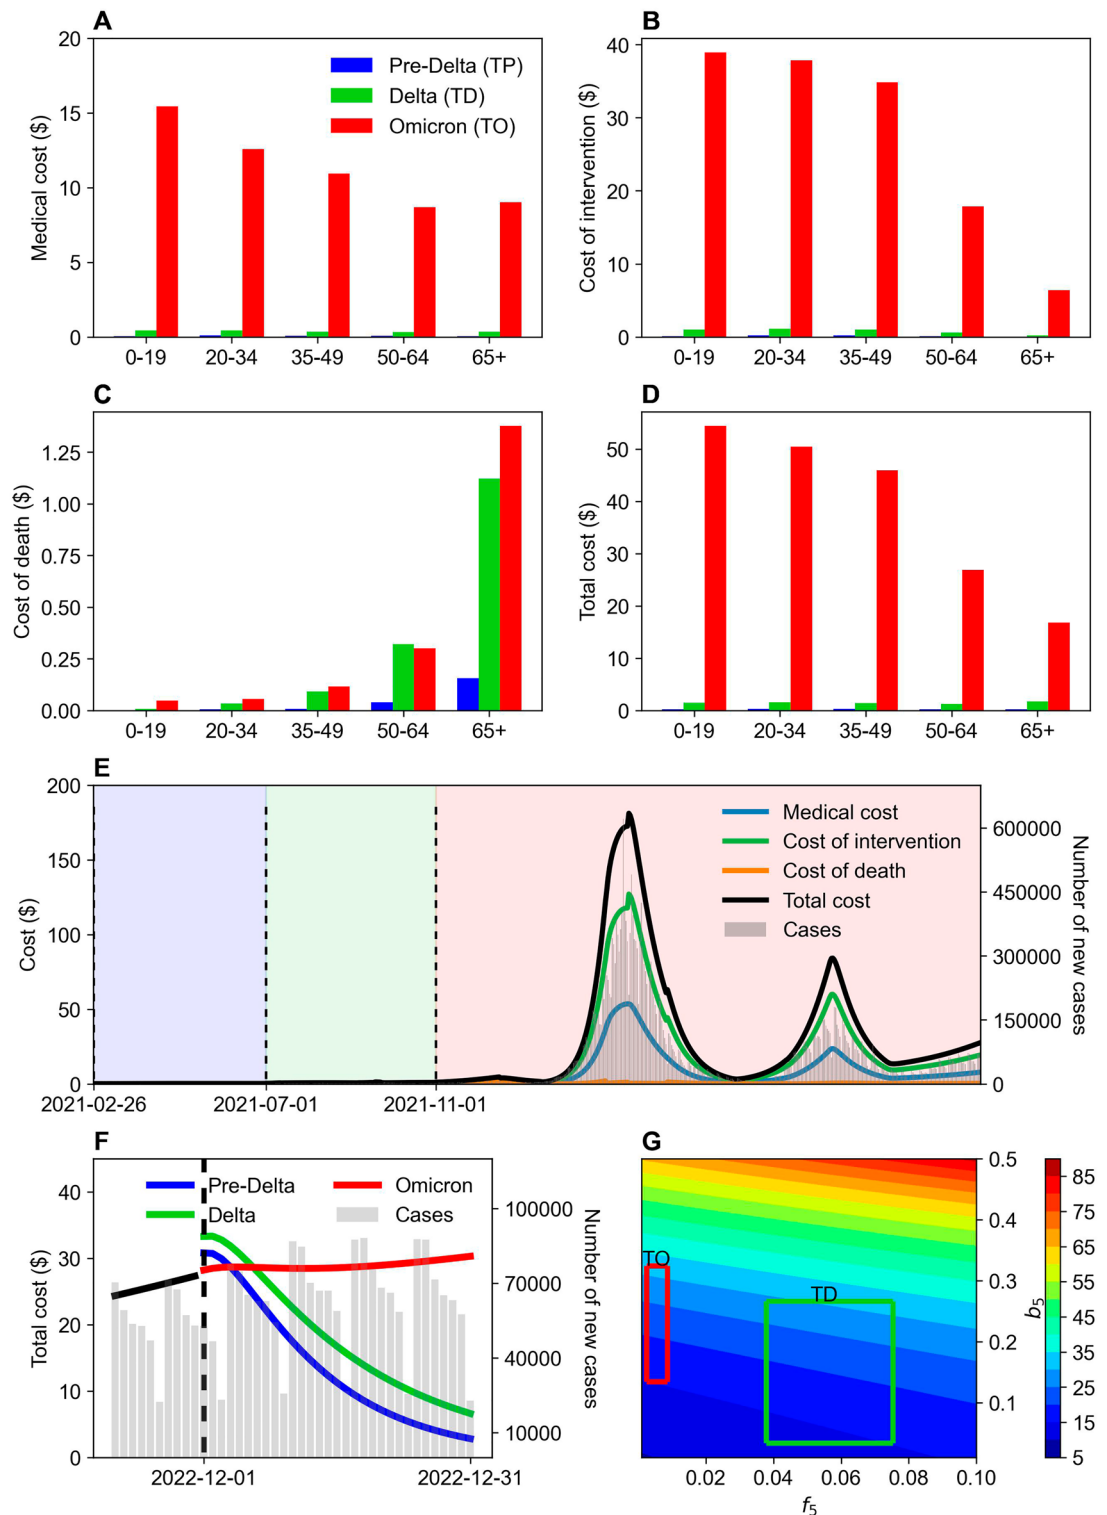 A
Medical cost ($)
20
15
10
5
0
Pre-Delta (TP)
Delta (TD)
Omicron (TO)
0-19 20-34 35-49 50-64 65+
B
Cost of intervention ($)
40
30
20
10
0
0-19 20-34 35-49 50-64 65+
C
Cost of death ($)
1.25
1.00
0.75
0.50
0.25
0.00
0-19 20-34 35-49 50-64 65+
D
Total cost ($)
50
40
30
20
10
0
0-19 20-34 35-49 50-64 65+
E
Cost ($)
200
150
100
50
0
Medical cost
Cost of intervention
Cost of death
Total cost
Cases
600000
450000
300000
150000
0
Number of new cases
2021-02-26 2021-07-01 2021-11-01
F
Total cost ($)
40
30
20
10
0
Pre-Delta
Delta
Omicron
Cases
100000
70000
40000
10000
Number of new cases
2022-12-01 2022-12-31
G
TO
TD
0.5
0.4
0.3
0.2
0.1
b5
0.02 0.04 0.06 0.08 0.10
f5
85
75
65
55
45
35
25
15
5